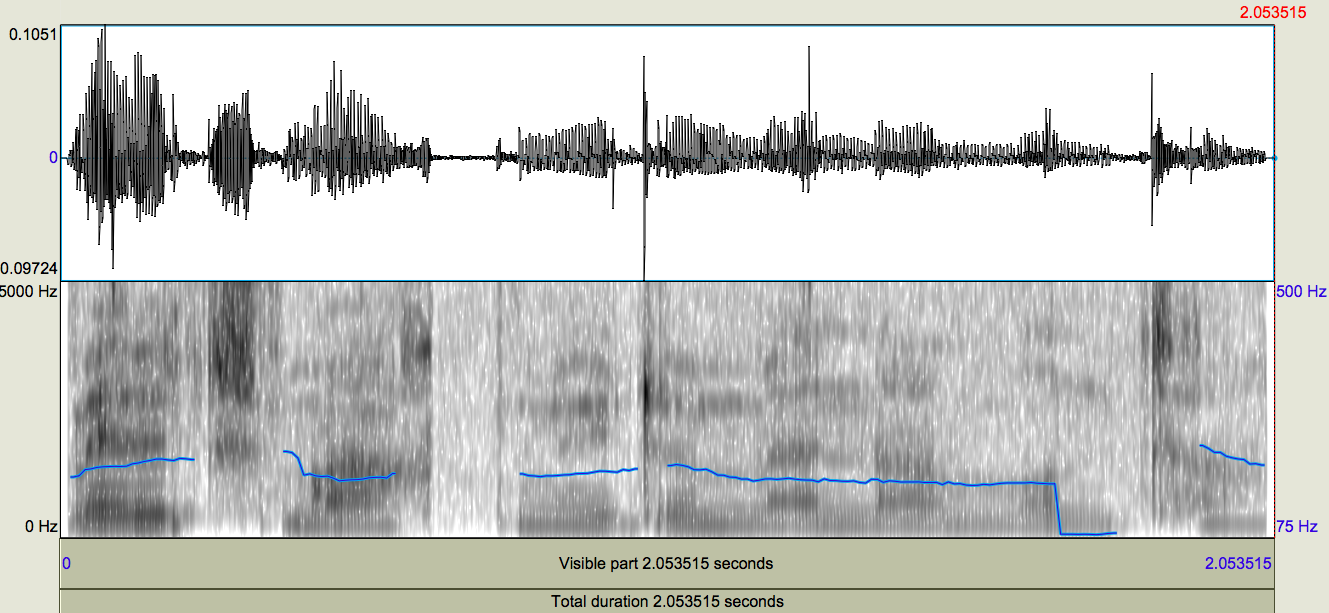 2.053515
0.1051
0
0.09724
5000 Hz
500 Hz
0 Hz
75 Hz
0 Visible part 2.053515 seconds 2.053515
Total duration 2.053515 seconds